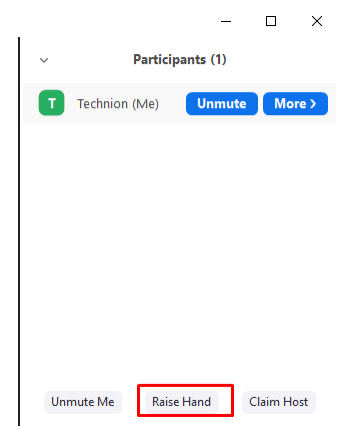 Participants (1)
T Technion (Me) Unmute More >
Unmute Me Raise Hand Claim Host